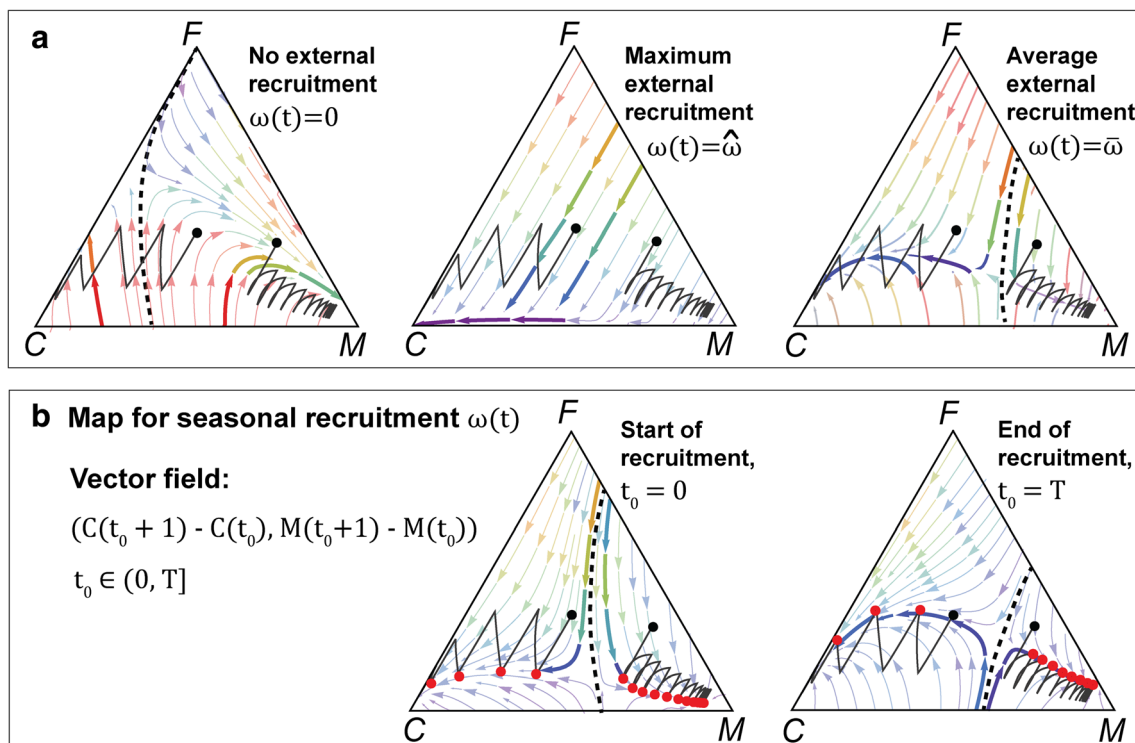 a
F
No external
recruitment
ω(t)=0
C
M
F
Maximum
external
recruitment
ω(t)=ω̂
C
M
F
Average
external
recruitment
ω(t)=ω̄
C
M
b Map for seasonal recruitment ω(t)
Vector field:
(C(t₀ + 1) - C(t₀), M(t₀+1) - M(t₀))
t₀ ∈ (0, T]
F
Start of
recruitment,
t₀ = 0
C
M
F
End of
recruitment,
t₀ = T
C
M